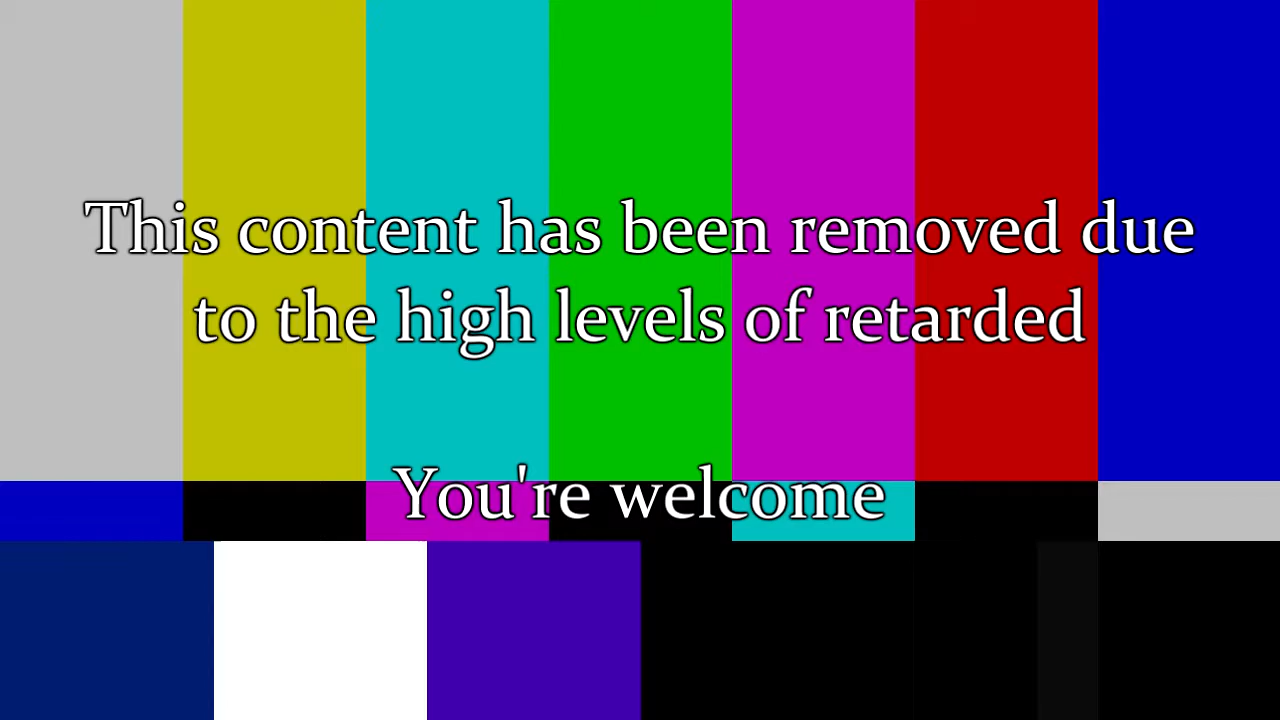 This content has been removed due
to the high levels of retarded
You're welcome